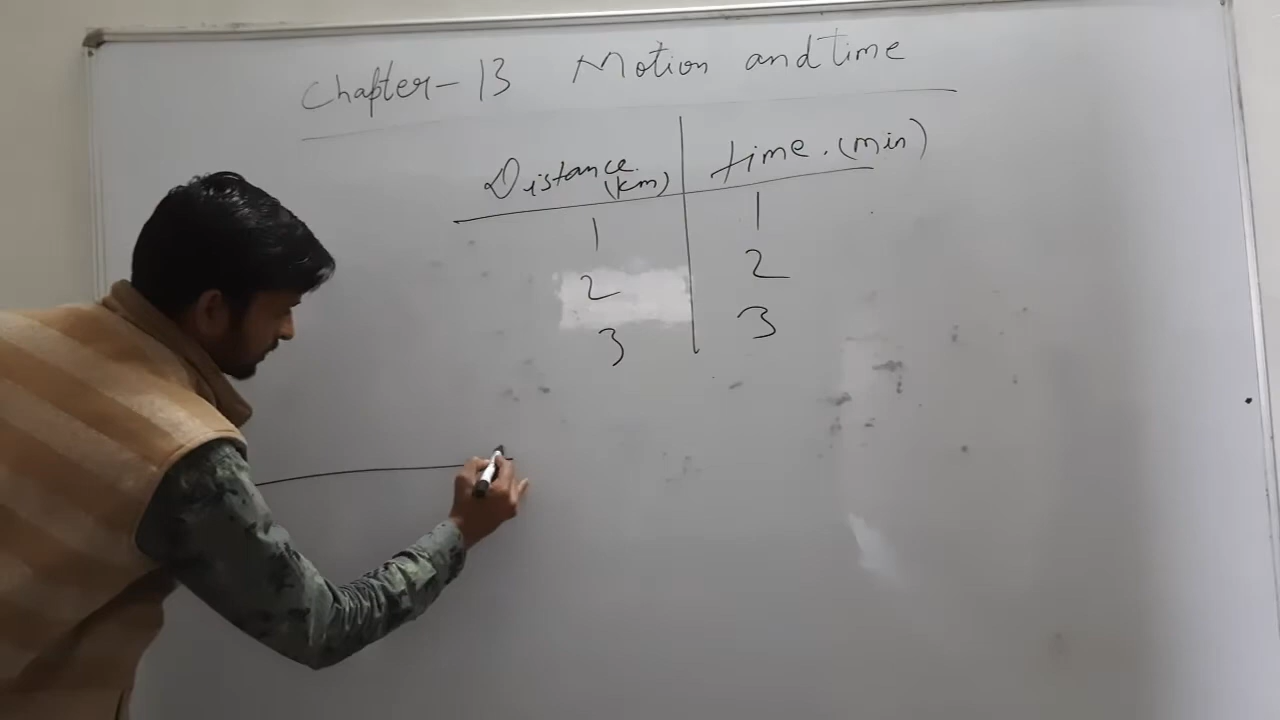 Chapter-13 Motion and time
Distance (km) time. (min)
1 1
2 2
3 3